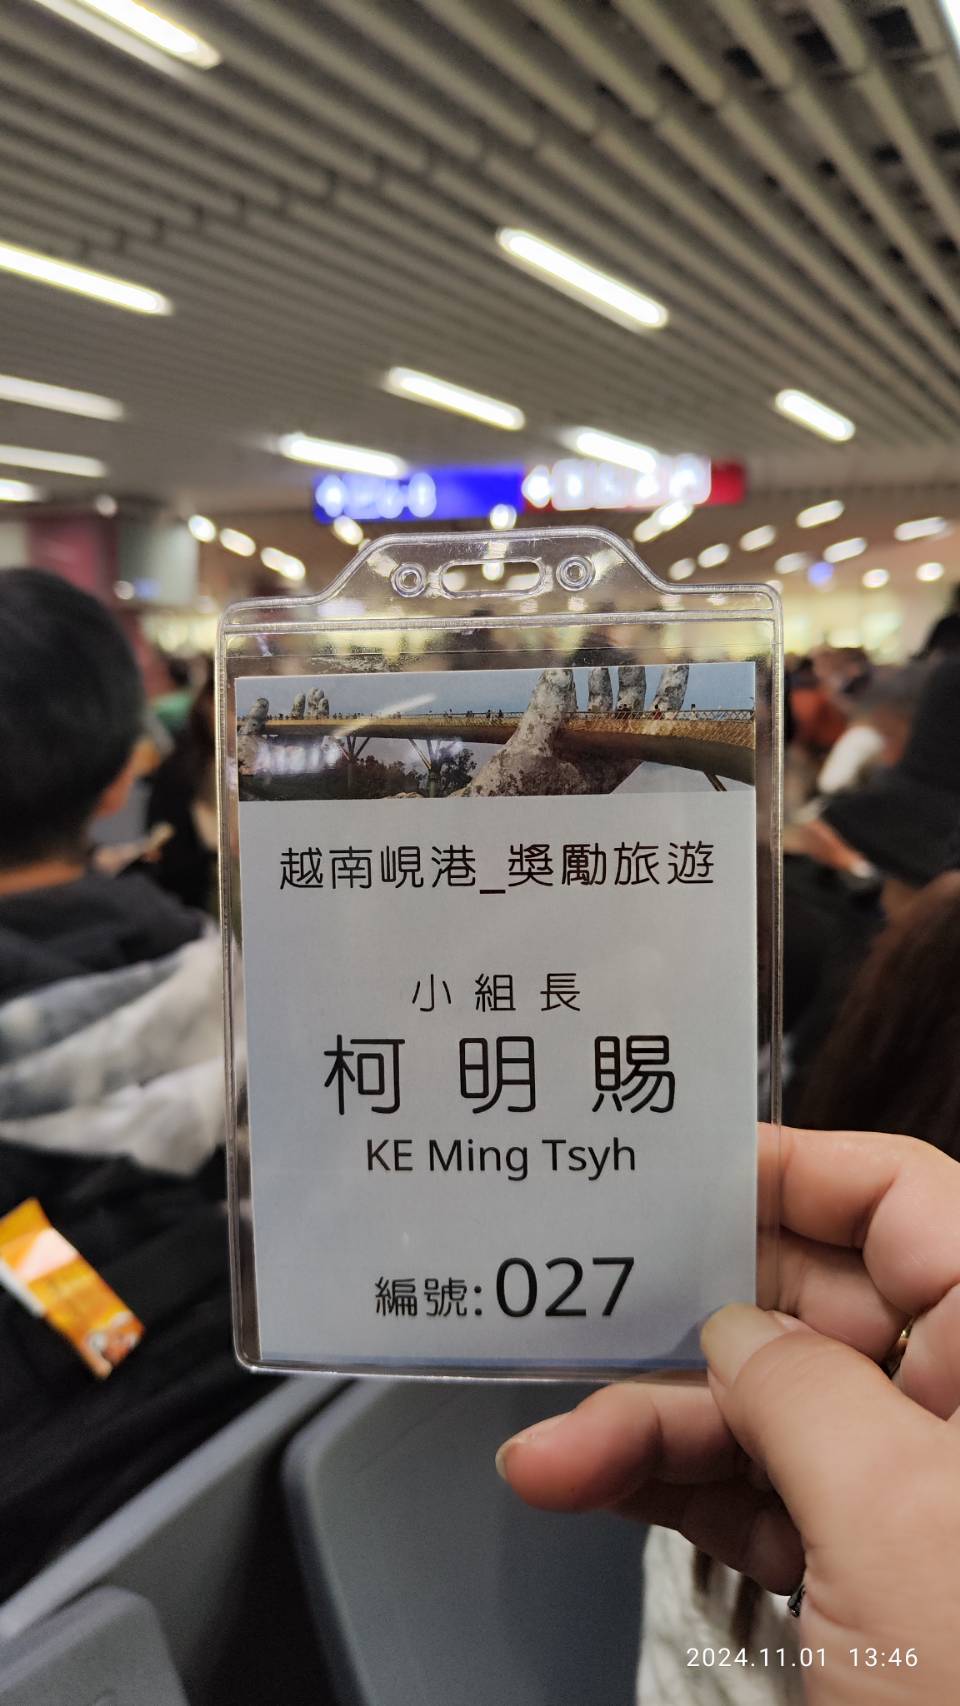 越南峴港_獎勵旅遊
小組長
柯明賜
KE Ming Tsyh
編號:027
2024.11.01 13:46